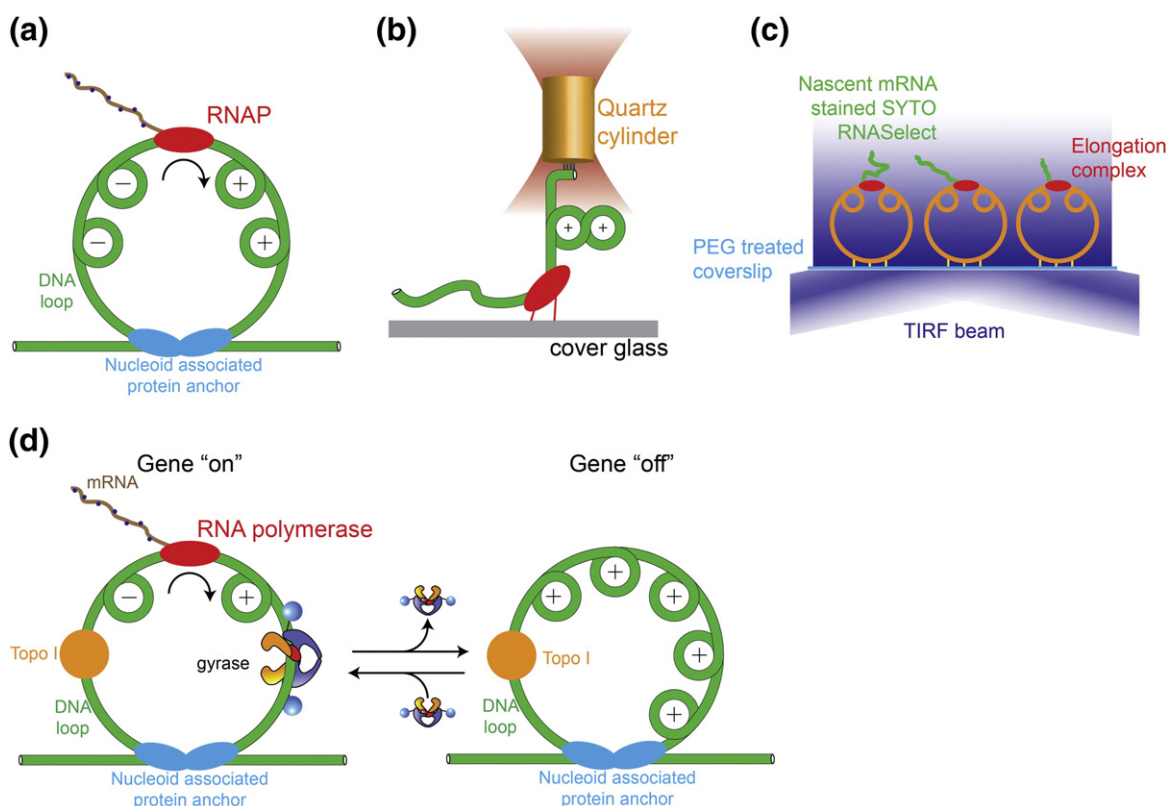 (a)
RNAP
−
+
−
+
DNA
loop
Nucleoid associated
protein anchor
(b)
Quartz
cylinder
+
+
cover glass
(c)
Nascent mRNA
stained SYTO
RNASelect
Elongation
complex
PEG treated
coverslip
TIRF beam
(d)
Gene “on”
mRNA
RNA polymerase
−
+
Topo I
gyrase
DNA
loop
Nucleoid associated
protein anchor
Gene “off”
+
+
+
+
+
Topo I
DNA
loop
Nucleoid associated
protein anchor